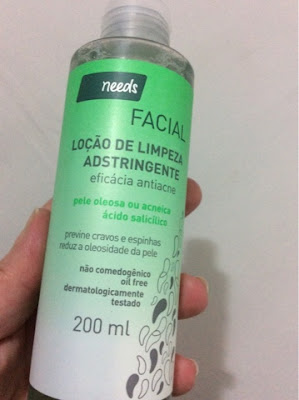 needs
FACIAL
LOÇÃO DE LIMPEZA
ADSTRINGENTE
eficácia antiacne
pele oleosa ou acneica
ácido salicílico
previne cravos e espinhas
reduz a oleosidade da pele
não comedogênico
oil free
dermatologicamente
testado
200 ml